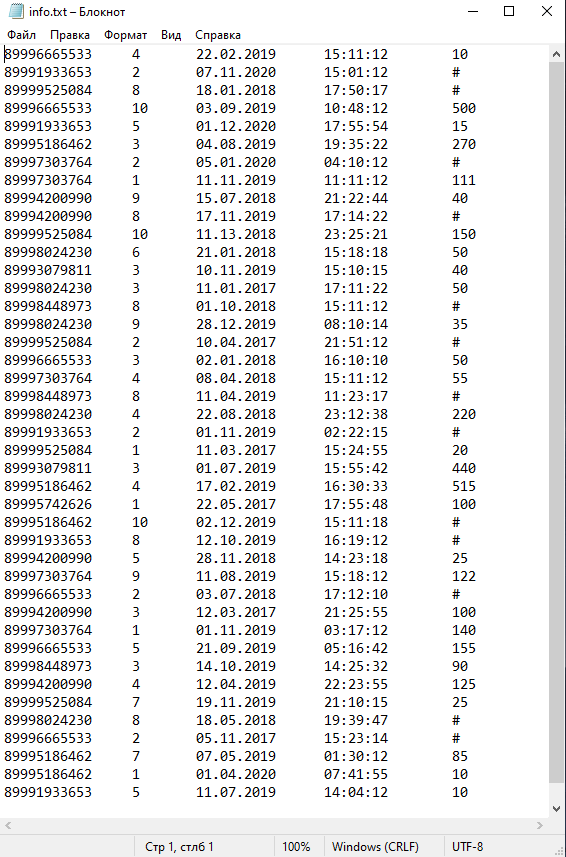 info.txt – Блокнот
Файл Правка Формат Вид Справка
89996665533 4 22.02.2019 15:11:12 10
89991933653 2 07.11.2020 15:01:12 #
89999525084 8 18.01.2018 17:50:17 #
89996665533 10 03.09.2019 10:48:12 500
89991933653 5 01.12.2020 17:55:54 15
89995186462 3 04.08.2019 19:35:22 270
89997303764 2 05.01.2020 04:10:12 #
89997303764 1 11.11.2019 11:11:12 111
89994200990 9 15.07.2018 21:22:44 40
89994200990 8 17.11.2019 17:14:22 #
89999525084 10 11.13.2018 23:25:21 150
89998024230 6 21.01.2018 15:18:18 50
89993079811 3 10.11.2019 15:10:15 40
89998024230 3 11.01.2017 17:11:22 50
89998448973 8 01.10.2018 15:11:12 #
89998024230 9 28.12.2019 08:10:14 35
89999525084 2 10.04.2017 21:51:12 #
89996665533 3 02.01.2018 16:10:10 50
89997303764 4 08.04.2018 15:11:12 55
89998448973 8 11.04.2019 11:23:17 #
89998024230 4 22.08.2018 23:12:38 220
89991933653 2 01.11.2019 02:22:15 #
89999525084 1 11.03.2017 15:24:55 20
89993079811 3 01.07.2019 15:55:42 440
89995186462 4 17.02.2019 16:30:33 515
89995742626 1 22.05.2017 17:55:48 100
89995186462 10 02.12.2019 15:11:18 #
89991933653 8 12.10.2019 16:19:12 #
89994200990 5 28.11.2018 14:23:18 25
89997303764 9 11.08.2019 15:18:12 122
89996665533 2 03.07.2018 17:12:10 #
89994200990 3 12.03.2017 21:25:55 100
89997303764 1 01.11.2019 03:17:12 140
89996665533 5 21.09.2019 05:16:42 155
89998448973 3 14.10.2019 14:25:32 90
89994200990 4 12.04.2019 22:23:55 125
89999525084 7 19.11.2019 21:10:15 25
89998024230 8 18.05.2018 19:39:47 #
89996665533 2 05.11.2017 15:23:14 #
89995186462 7 07.05.2019 01:30:12 85
89995186462 1 01.04.2020 07:41:55 10
89991933653 5 11.07.2019 14:04:12 10
Стр 1, стлб 1 100% Windows (CRLF) UTF-8